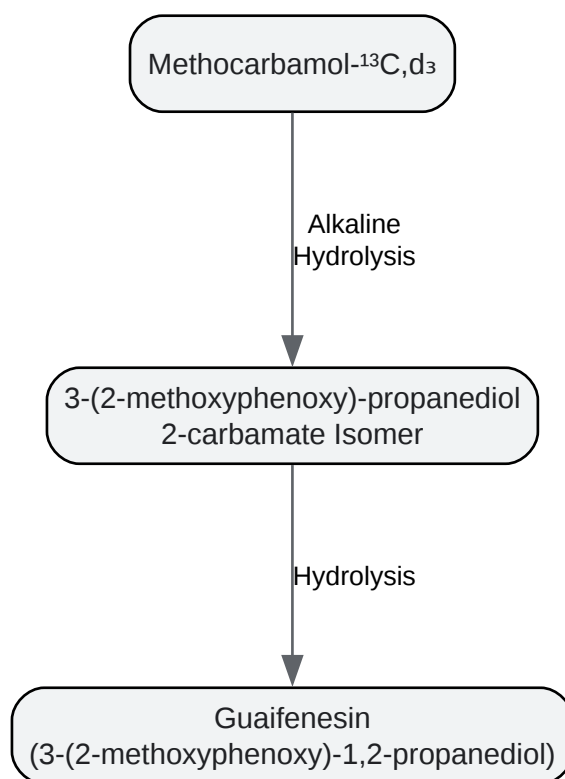 Methocarbamol-¹³C,d₃
Alkaline
Hydrolysis
3-(2-methoxyphenoxy)-propanediol
2-carbamate Isomer
Hydrolysis
Guaifenesin
(3-(2-methoxyphenoxy)-1,2-propanediol)